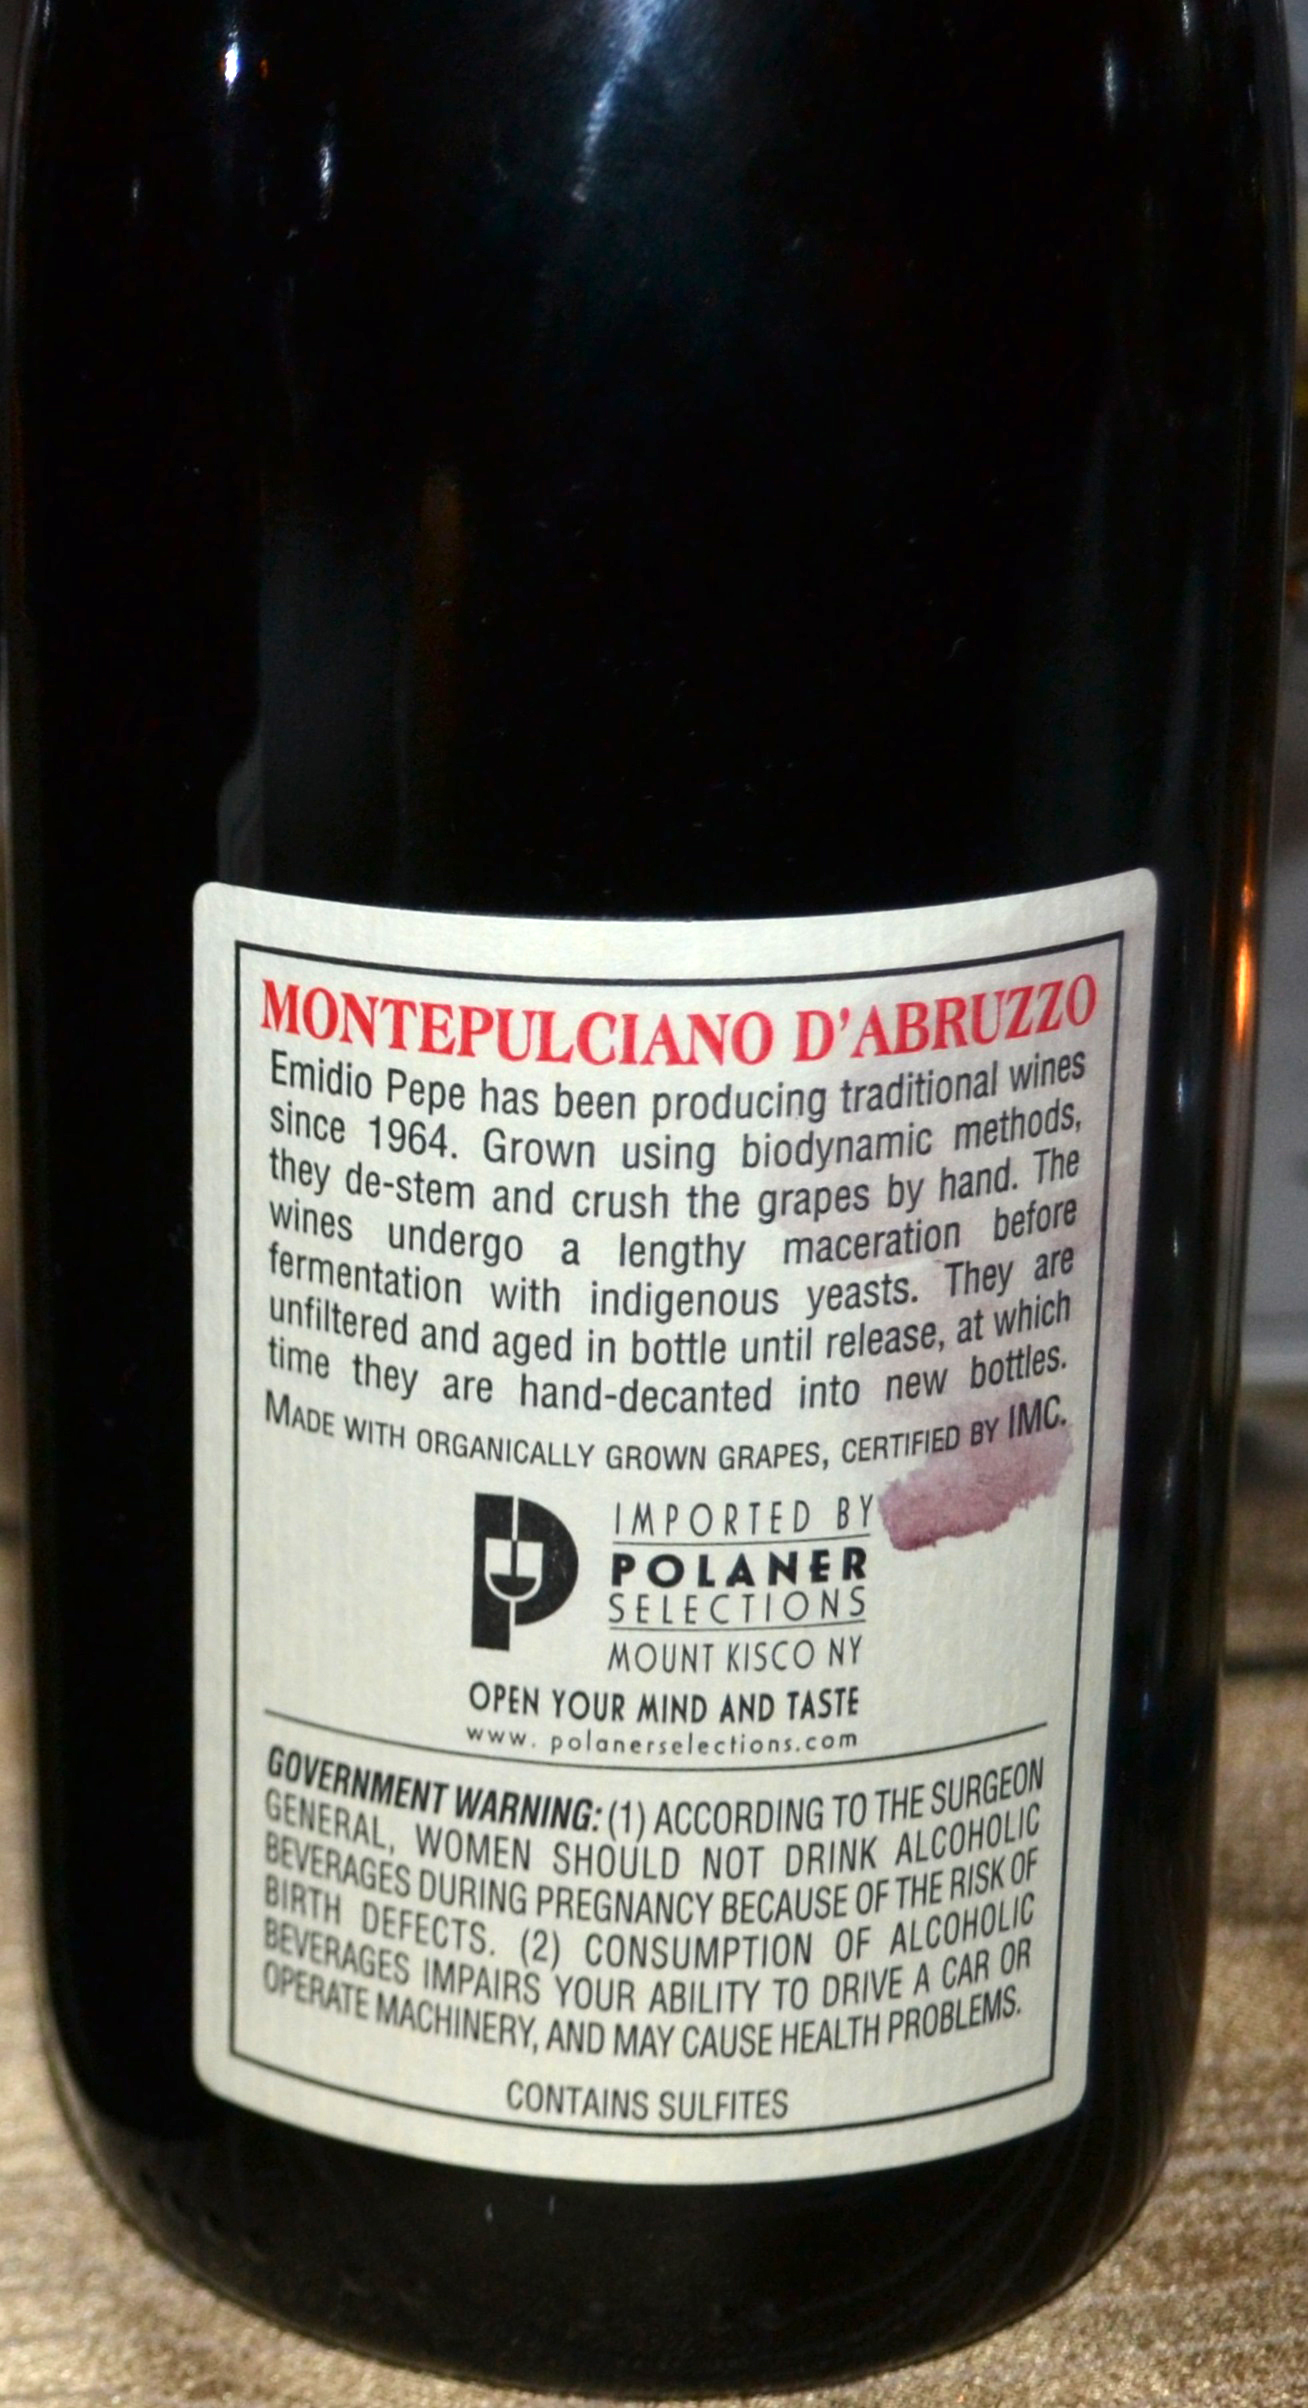 MONTEPULCIANO D'ABRUZZO
Emidio Pepe has been producing traditional wines
since 1964. Grown using biodynamic methods,
they de-stem and crush the grapes by hand. The
wines undergo a lengthy maceration before
fermentation with indigenous yeasts. They are
unfiltered and aged in bottle until release, at which
time they are hand-decanted into new bottles.
MADE WITH ORGANICALLY GROWN GRAPES, CERTIFIED BY IMC.
IMPORTED BY
POLANER
SELECTIONS
MOUNT KISCO NY
OPEN YOUR MIND AND TASTE
www.polanerselections.com
GOVERNMENT WARNING: (1) ACCORDING TO THE SURGEON
GENERAL, WOMEN SHOULD NOT DRINK ALCOHOLIC
BEVERAGES DURING PREGNANCY BECAUSE OF THE RISK OF
BIRTH DEFECTS. (2) CONSUMPTION OF ALCOHOLIC
BEVERAGES IMPAIRS YOUR ABILITY TO DRIVE A CAR OR
OPERATE MACHINERY, AND MAY CAUSE HEALTH PROBLEMS.
CONTAINS SULFITES